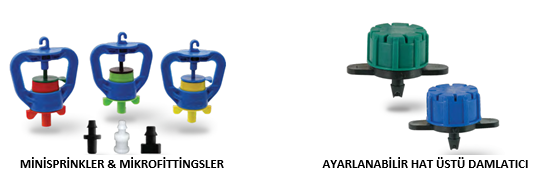 MİNİSPRİNKLER & MİKROFİTTİNGSLER
AYARLANABİLİR HAT ÜSTÜ DAMLATICI